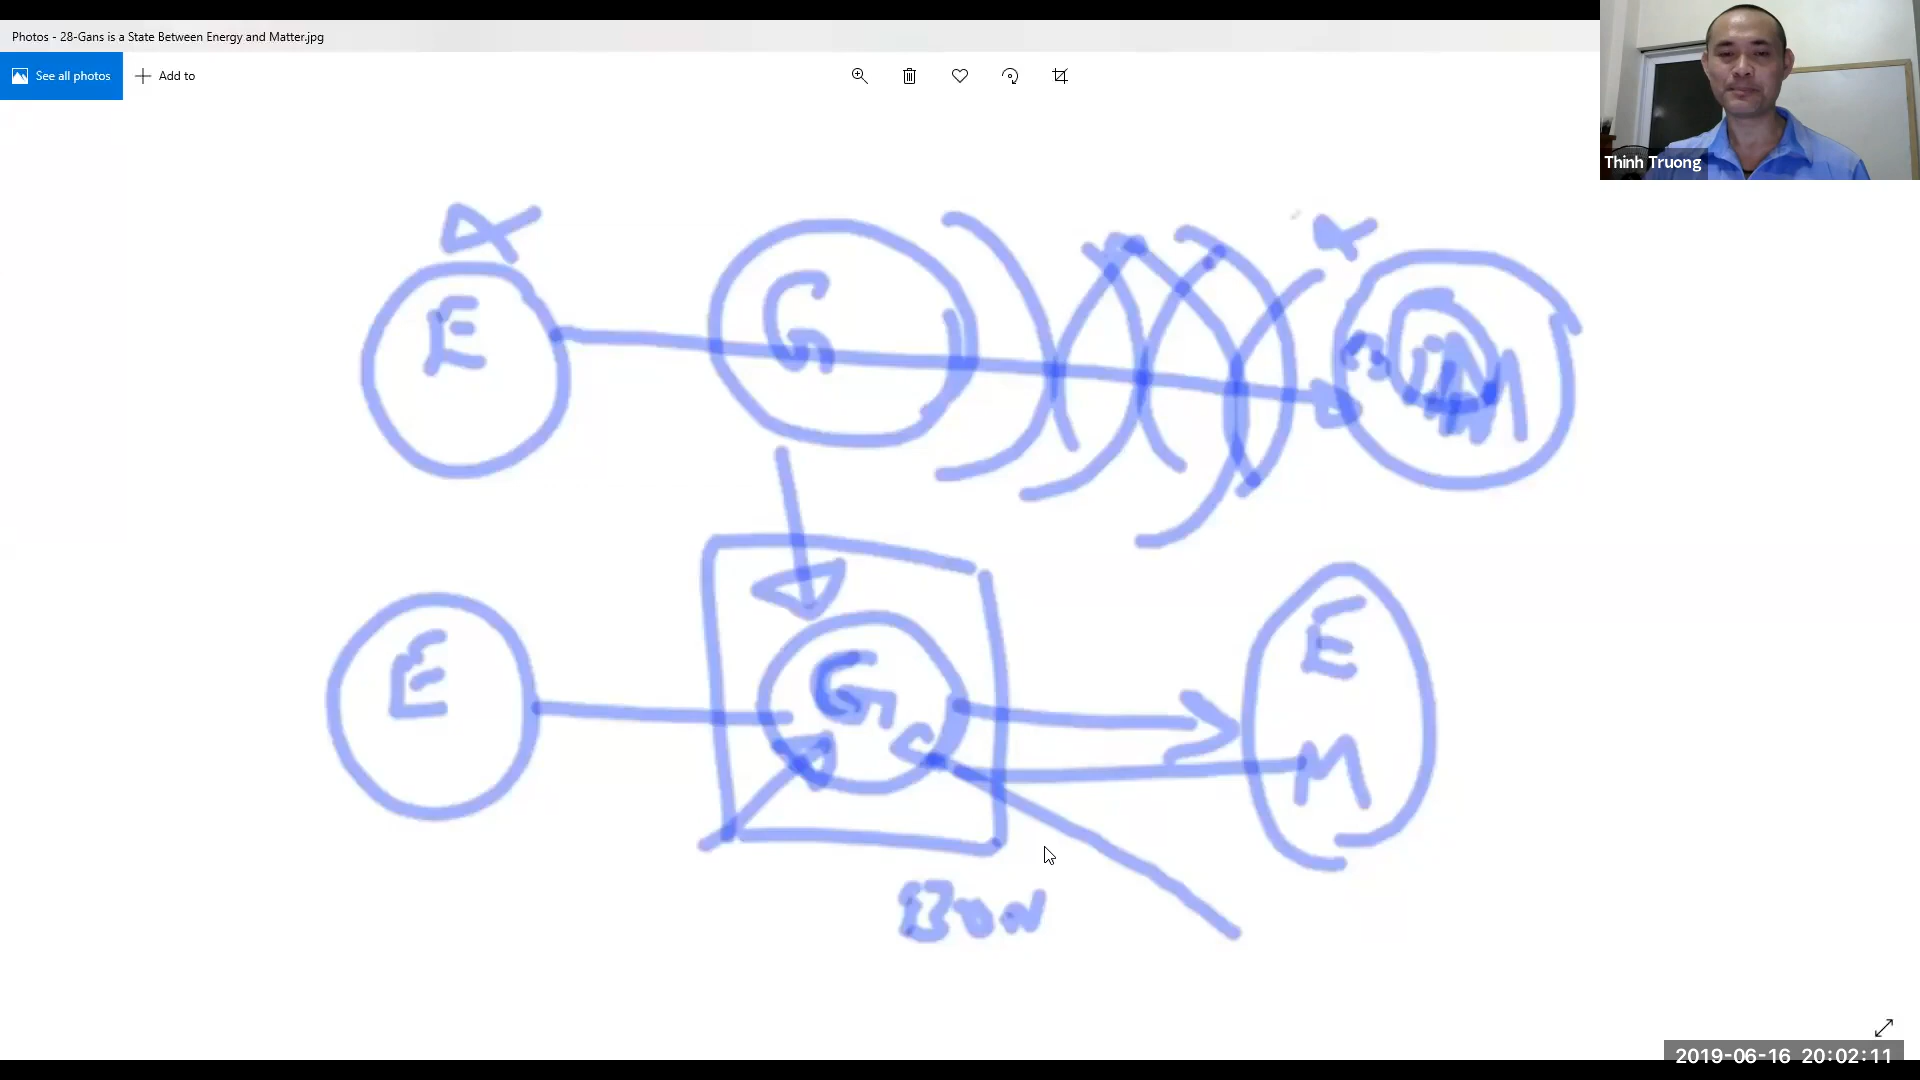 Photos - 28-Gans is a State Between Energy and Matter.jpg
See all photos
Add to
Thinh Truong
E
G
M
E
G
E
M
2019-06-16 20:02:11